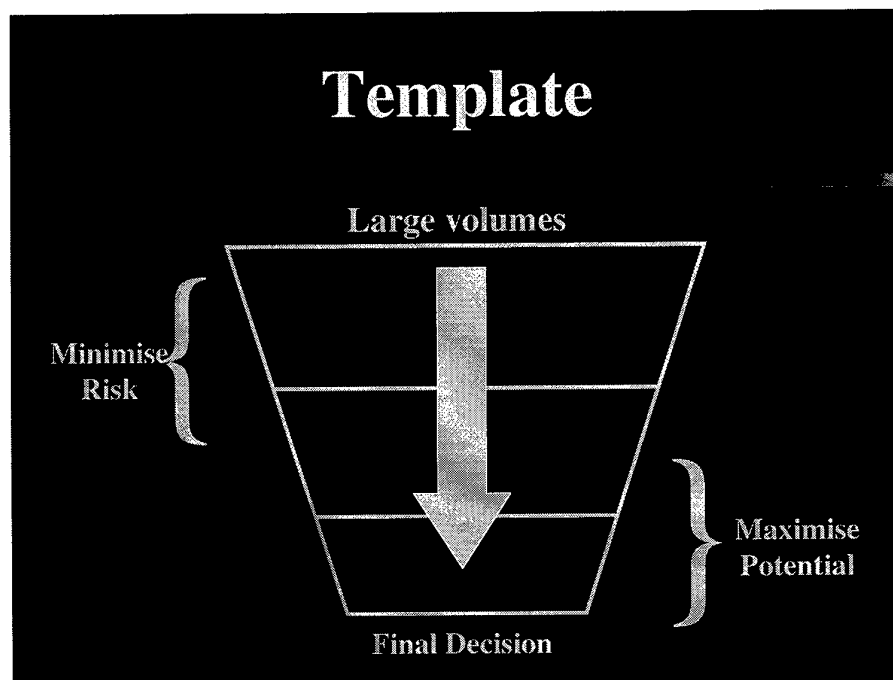 Template
Large volumes
Minimise
Risk
Maximise
Potential
Final Decision